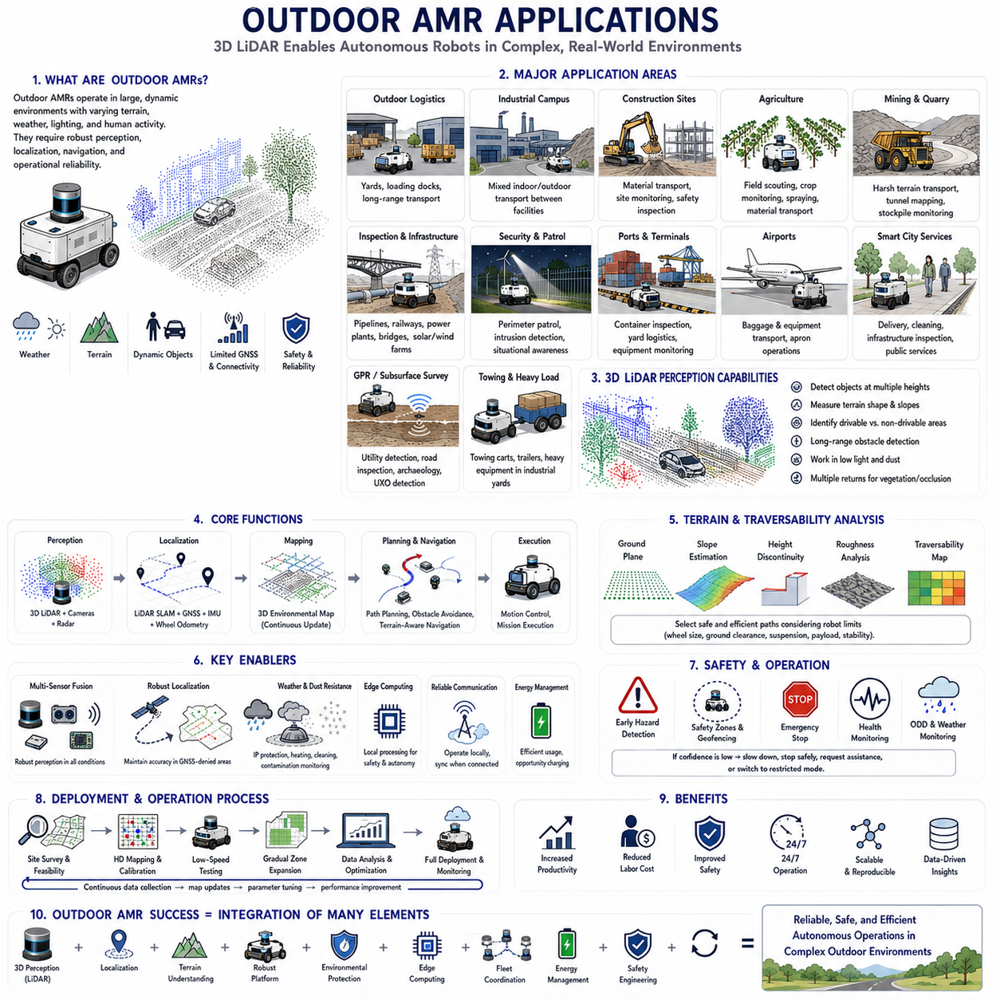 OUTDOOR AMR APPLICATIONS
3D LiDAR Enables Autonomous Robots in Complex, Real-World Environments
1. WHAT ARE OUTDOOR AMRs?
Outdoor AMRs operate in large, dynamic
environments with varying terrain,
weather, lighting, and human activity.
They require robust perception,
localization, navigation, and
operational reliability.
Weather
Terrain
Dynamic Objects
Limited GNSS
& Connectivity
Safety &
Reliability
2. MAJOR APPLICATION AREAS
Outdoor Logistics
Yards, loading docks,
long-range transport
Industrial Campus
Mixed indoor/outdoor
transport between
facilities
Construction Sites
Material transport,
site monitoring, safety
inspection
Agriculture
Field scouting, crop
monitoring, spraying,
material transport
Mining & Quarry
Harsh terrain transport,
tunnel mapping,
stockpile monitoring
Inspection & Infrastructure
Pipelines, railways, power
plants, bridges, solar/wind
farms
Security & Patrol
Perimeter patrol,
intrusion detection,
situational awareness
Ports & Terminals
Container inspection,
yard logistics,
equipment monitoring
Airports
Baggage & equipment
transport, apron
operations
Smart City Services
Delivery, cleaning,
infrastructure inspection,
public services
GPR / Subsurface Survey
Utility detection, road
inspection, archaeology,
UXO detection
Towing & Heavy Load
Towing carts, trailers, heavy
equipment in industrial
yards
3. 3D LiDAR PERCEPTION CAPABILITIES
Detect objects at multiple heights
Measure terrain shape & slopes
Identify drivable vs. non-drivable areas
Long-range obstacle detection
Work in low light and dust
Multiple returns for vegetation/occlusion
4. CORE FUNCTIONS
Perception
3D LiDAR + Cameras
+ Radar
Localization
LiDAR SLAM + GNSS + IMU
+ Wheel Odometry
Mapping
3D Environmental Map
(Continuous Update)
Planning & Navigation
Path Planning, Obstacle Avoidance,
Terrain-Aware Navigation
Execution
Motion Control,
Mission Execution
5. TERRAIN & TRAVERSABILITY ANALYSIS
Ground
Plane
Slope
Estimation
Height
Discontinuity
Roughness
Analysis
Traversability
Map
Select safe and efficient paths considering robot limits
(wheel size, ground clearance, suspension, payload, stability).
6. KEY ENABLERS
Multi-Sensor Fusion
Robust perception in all conditions
Robust Localization
Maintain accuracy in GNSS-denied areas
Weather & Dust Resistance
IP protection, heating, cleaning,
contamination monitoring
Edge Computing
Local processing for
safety & autonomy
Reliable Communication
Operate locally,
sync when connected
Energy Management
Efficient usage,
opportunity charging
7. SAFETY & OPERATION
Early Hazard
Detection
Safety Zones &
Geofencing
STOP
Emergency
Stop
Health
Monitoring
ODD & Weather
Monitoring
If confidence is low → slow down, stop safely, request assistance,
or switch to restricted mode.
8. DEPLOYMENT & OPERATION PROCESS
Site Survey &
Feasibility
HD Mapping &
Calibration
Low-Speed
Testing
Gradual Zone
Expansion
Data Analysis &
Optimization
Full Deployment &
Monitoring
Continuous data collection → map updates → parameter tuning → performance improvement
9. BENEFITS
Increased
Productivity
$
Reduced
Labor Cost
Improved
Safety
24/7
24/7
Operation
Scalable
& Reproducible
Data-Driven
Insights
10. OUTDOOR AMR SUCCESS = INTEGRATION OF MANY ELEMENTS
3D Perception
(LiDAR)
+
Localization
+
Terrain
Understanding
+
Robust
Platform
+
Environmental
Protection
+
Edge
Computing
+
Fleet
Coordination
Energy
Management
+
Safety
Engineering
+
=
Reliable, Safe, and Efficient
Autonomous Operations in
Complex Outdoor Environments